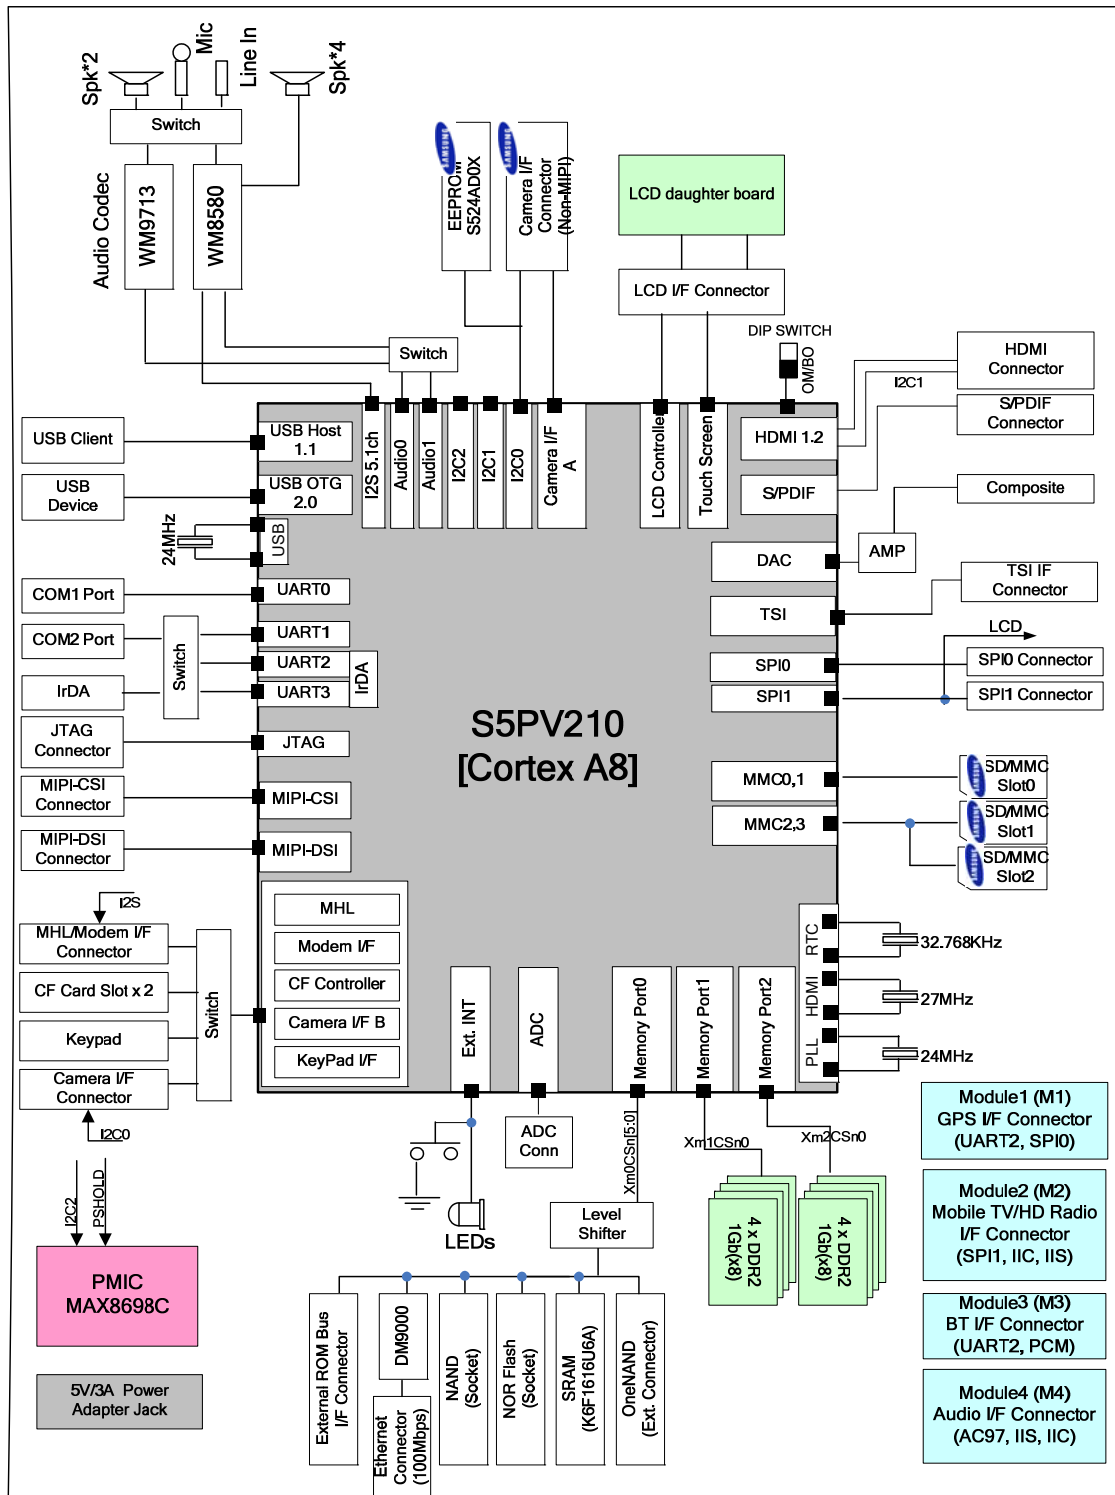 Spk*2
Mic
Line In
Spk*4
Switch
Audio Codec
WM9713
WM8580
SAMSUNG
EEPROM
S524AD0X
SAMSUNG
Camera I/F
Connector
(Non-MIPI)
LCD daughter board
LCD I/F Connector
DIP SWITCH
OM/BO
Switch
HDMI
Connector
I2C1
S/PDIF
Connector
Composite
AMP
TSI IF
Connector
LCD
SPI0 Connector
SPI1 Connector
USB Client
USB
Device
24MHz
COM1 Port
COM2 Port
IrDA
Switch
JTAG
Connector
MIPI-CSI
Connector
MIPI-DSI
Connector
USB Host
1.1
USB OTG
2.0
USB
UART0
UART1
UART2
UART3
IrDA
JTAG
MIPI-CSI
MIPI-DSI
I2S 5.1ch
Audio0
Audio1
I2C2
I2C1
I2C0
Camera I/F
A
LCD Controller
Touch Screen
HDMI 1.2
S/PDIF
DAC
TSI
SPI0
SPI1
MMC0,1
MMC2,3
S5PV210
[Cortex A8]
SAMSUNG
SD/MMC
Slot0
SAMSUNG
SD/MMC
Slot1
SAMSUNG
SD/MMC
Slot2
I2S
MHL/Modem I/F
Connector
CF Card Slot x 2
Keypad
Camera I/F
Connector
Switch
I2C0
MHL
Modem I/F
CF Controller
Camera I/F B
KeyPad I/F
Ext. INT
ADC
Memory Port0
Memory Port1
Memory Port2
RTC
HDMI
PLL
32.768KHz
27MHz
24MHz
I2C2
PSHOLD
PMIC
MAX8698C
5V/3A Power
Adapter Jack
LEDs
ADC
Conn
Xm0CSn[5:0]
Xm1CSn0
Xm2CSn0
Level
Shifter
4 x DDR2
1Gb(x8)
4 x DDR2
1Gb(x8)
External ROM Bus
I/F Connector
DM9000
Ethernet
Connector
(100Mbps)
NAND
(Socket)
NOR Flash
(Socket)
SRAM
(K6F1616U6A)
OneNAND
(Ext. Connector)
Module1 (M1)
GPS I/F Connector
(UART2, SPI0)
Module2 (M2)
Mobile TV/HD Radio
I/F Connector
(SPI1, IIC, IIS)
Module3 (M3)
BT I/F Connector
(UART2, PCM)
Module4 (M4)
Audio I/F Connector
(AC97, IIS, IIC)